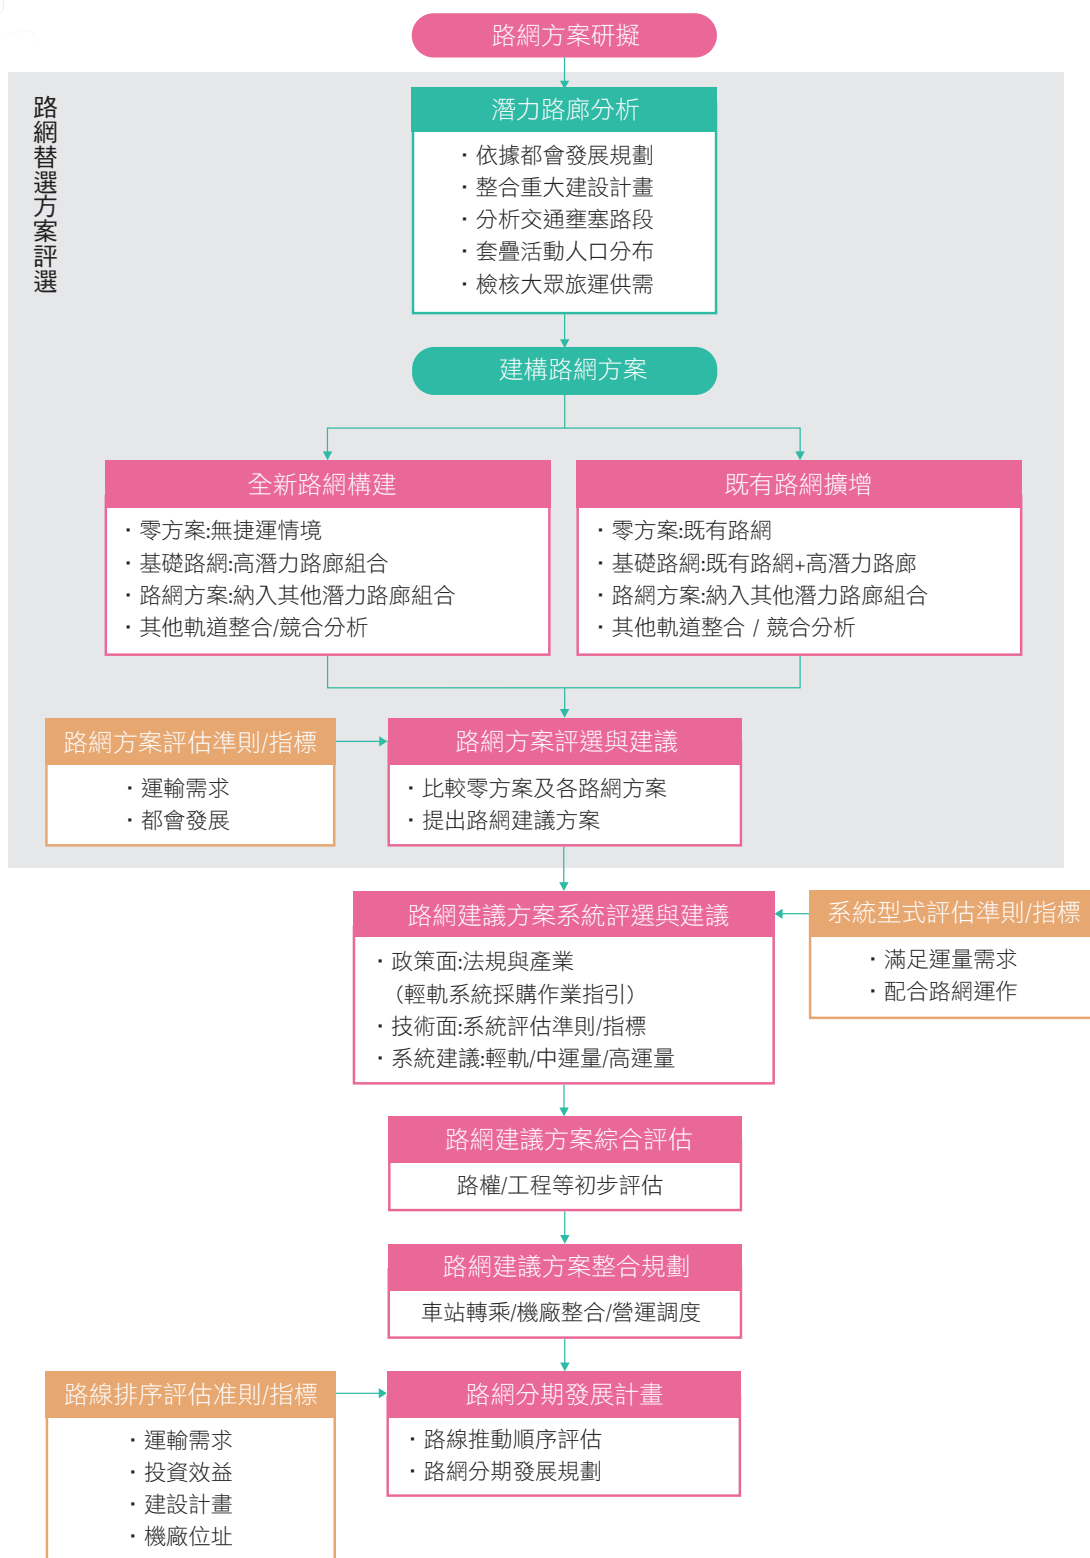 路網方案研擬
路網替選方案評選
潛力路廊分析
・依據都會發展規劃
・整合重大建設計畫
・分析交通壅塞路段
・套疊活動人口分布
・檢核大眾旅運供需
建構路網方案
全新路網構建
・零方案:無捷運情境
・基礎路網:高潛力路廊組合
・路網方案:納入其他潛力路廊組合
・其他軌道整合/競合分析
既有路網擴增
・零方案:既有路網
・基礎路網:既有路網+高潛力路廊
・路網方案:納入其他潛力路廊組合
・其他軌道整合 / 競合分析
路網方案評估準則/指標
・運輸需求
・都會發展
路網方案評選與建議
・比較零方案及各路網方案
・提出路網建議方案
路網建議方案系統評選與建議
・政策面:法規與產業
（輕軌系統採購作業指引）
・技術面:系統評估準則/指標
・系統建議:輕軌/中運量/高運量
系統型式評估準則/指標
・滿足運量需求
・配合路網運作
路網建議方案綜合評估
路權/工程等初步評估
路網建議方案整合規劃
車站轉乘/機廠整合/營運調度
路線排序評估准則/指標
・運輸需求
・投資效益
・建設計畫
・機廠位址
路網分期發展計畫
・路線推動順序評估
・路網分期發展規劃